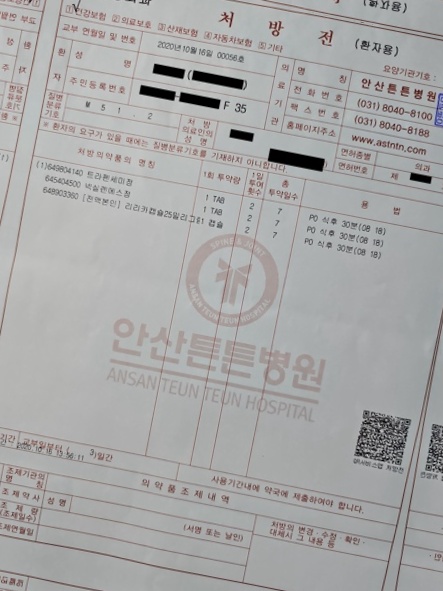 처 방 전 (환자용)
①건강보험 ②의료보호 ③산재보험 ④자동차보험 ⑤기타
요양기관기호 :
교부 연월일 및 번호
2020년10월16일 00056호
의료기관
명 칭
안산튼튼병원
전 화 번 호
(031) 8040-8100
팩 스 번 호
(031) 8040-8188
홈페이지주소
www.astntn.com
환자
성 명
주민등록번호
F 35
질병분류기호
M 5 1 . 2
처방의료인의 성명
면허종별
의과
면허번호
제
※ 환자의 요구가 있을 때에는 질병분류기호를 기재하지 아니합니다.
처방의약품의 명칭
1회 투약량
1일 투여횟수
총 투약일수
용 법
(1)649804140 트라펜세미정 1 TAB 2 7 PO 식후 30분(08 18)
645404500 넥실렌에스정 1 TAB 2 7 PO 식후 30분(08 18)
648903360 [전액본인] 리리카캡슐25밀리그램 1 캡슐 2 7 PO 식후 30분(08 18)
SPINE & JOINT
ANSAN TEUN TEUN HOSPITAL
안산튼튼병원
ANSAN TEUN TEUN HOSPITAL
교부일부터 ( 3)일간
사용기간내에 약국에 제출하여야 합니다.
의 약 품 조 제 내 역
조제기관의 명칭
조제약사
성 명
(서명 또는 날인)
조 제 량 (조제일수)
조제연월일
처방의 변경·수정·확인·대체시 그 내용 등